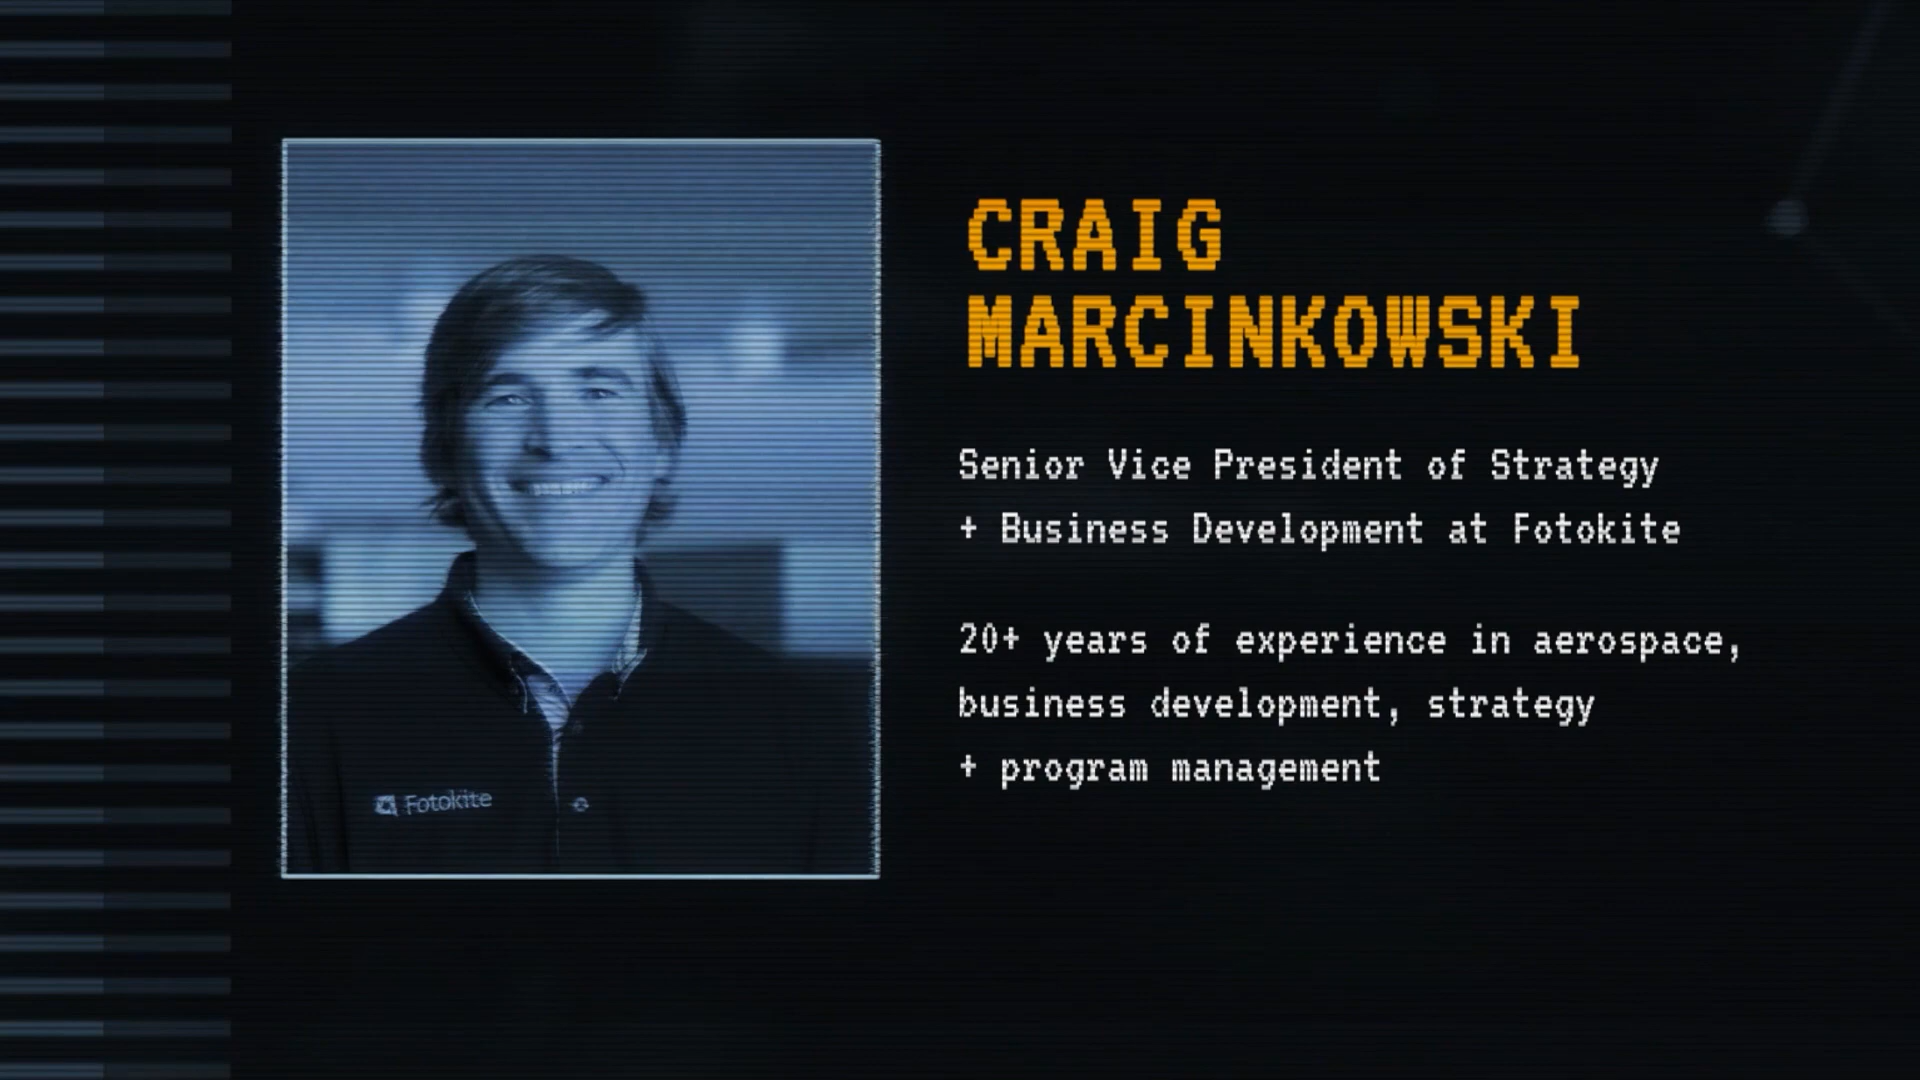 CRAIG
MARCINKOWSKI
Senior Vice President of Strategy
+ Business Development at Fotokite
20+ years of experience in aerospace,
business development, strategy
+ program management
Fotokite